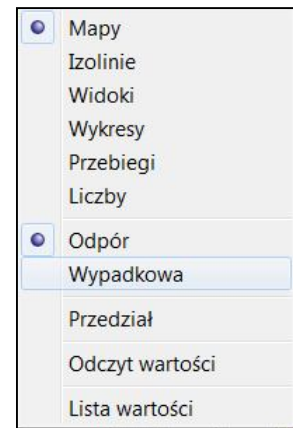 Mapy
Izolinie
Widoki
Wykresy
Przebiegi
Liczby
Odpór
Wypadkowa
Przedział
Odczyt wartości
Lista wartości